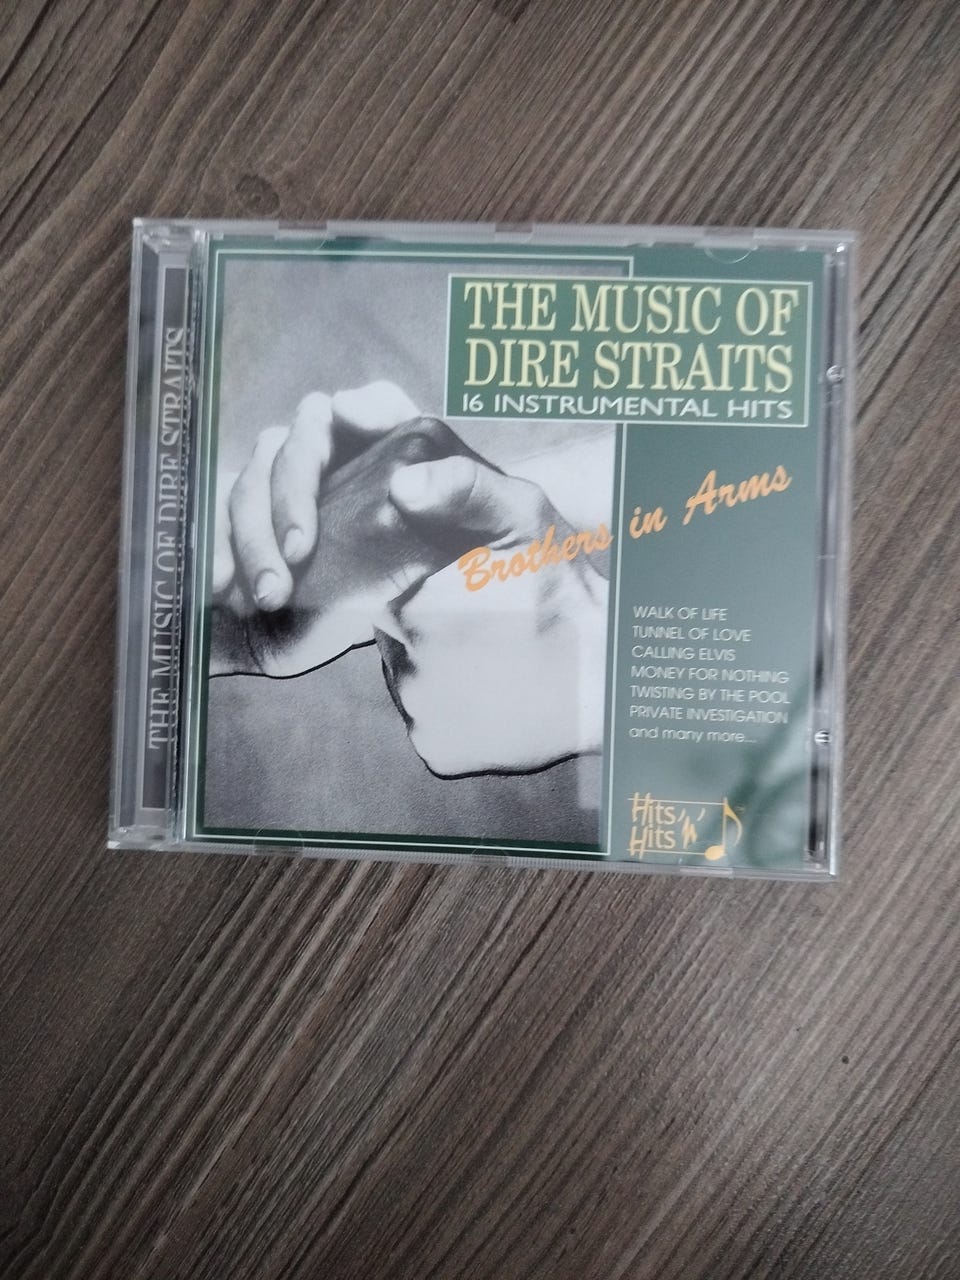 THE MUSIC OF DIRE STRAITS
THE MUSIC OF
DIRE STRAITS
16 INSTRUMENTAL HITS
Brothers in Arms
WALK OF LIFE
TUNNEL OF LOVE
CALLING ELVIS
MONEY FOR NOTHING
TWISTING BY THE POOL
PRIVATE INVESTIGATION
and many more...
Hits 'n'
Hits